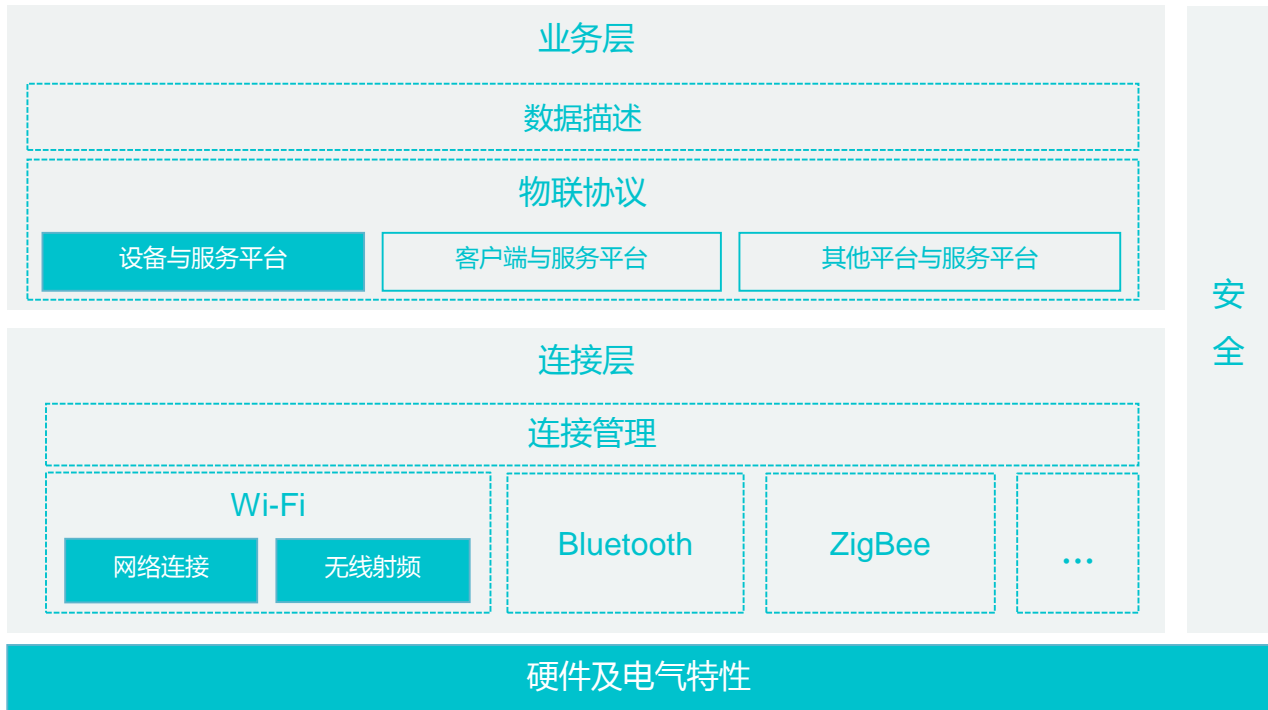 业务层
数据描述
物联协议
设备与服务平台
客户端与服务平台
其他平台与服务平台
连接层
连接管理
Wi-Fi
网络连接
无线射频
Bluetooth
ZigBee
...
安
全
硬件及电气特性